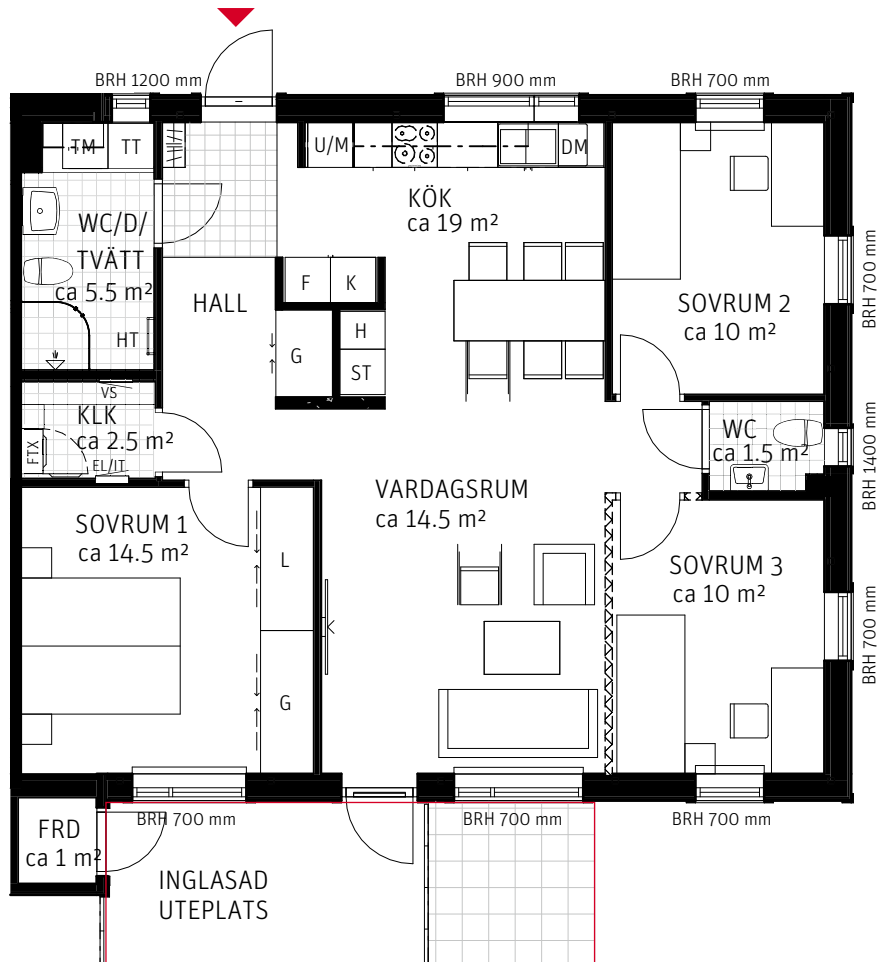 BRH 1200 mm
BRH 900 mm
BRH 700 mm
TM
TT
U/M
DM
KÖK
ca 19 m²
WC/D/
TVÄTT
ca 5.5 m²
HT
HALL
F
K
G
H
ST
SOVRUM 2
ca 10 m²
BRH 700 mm
VS
KLK
ca 2.5 m²
FTX
EL/IT
WC
ca 1.5 m²
BRH 1400 mm
VARDAGSRUM
ca 14.5 m²
SOVRUM 1
ca 14.5 m²
L
G
SOVRUM 3
ca 10 m²
BRH 700 mm
BRH 700 mm
BRH 700 mm
BRH 700 mm
FRD
ca 1 m²
INGLASAD
UTEPLATS